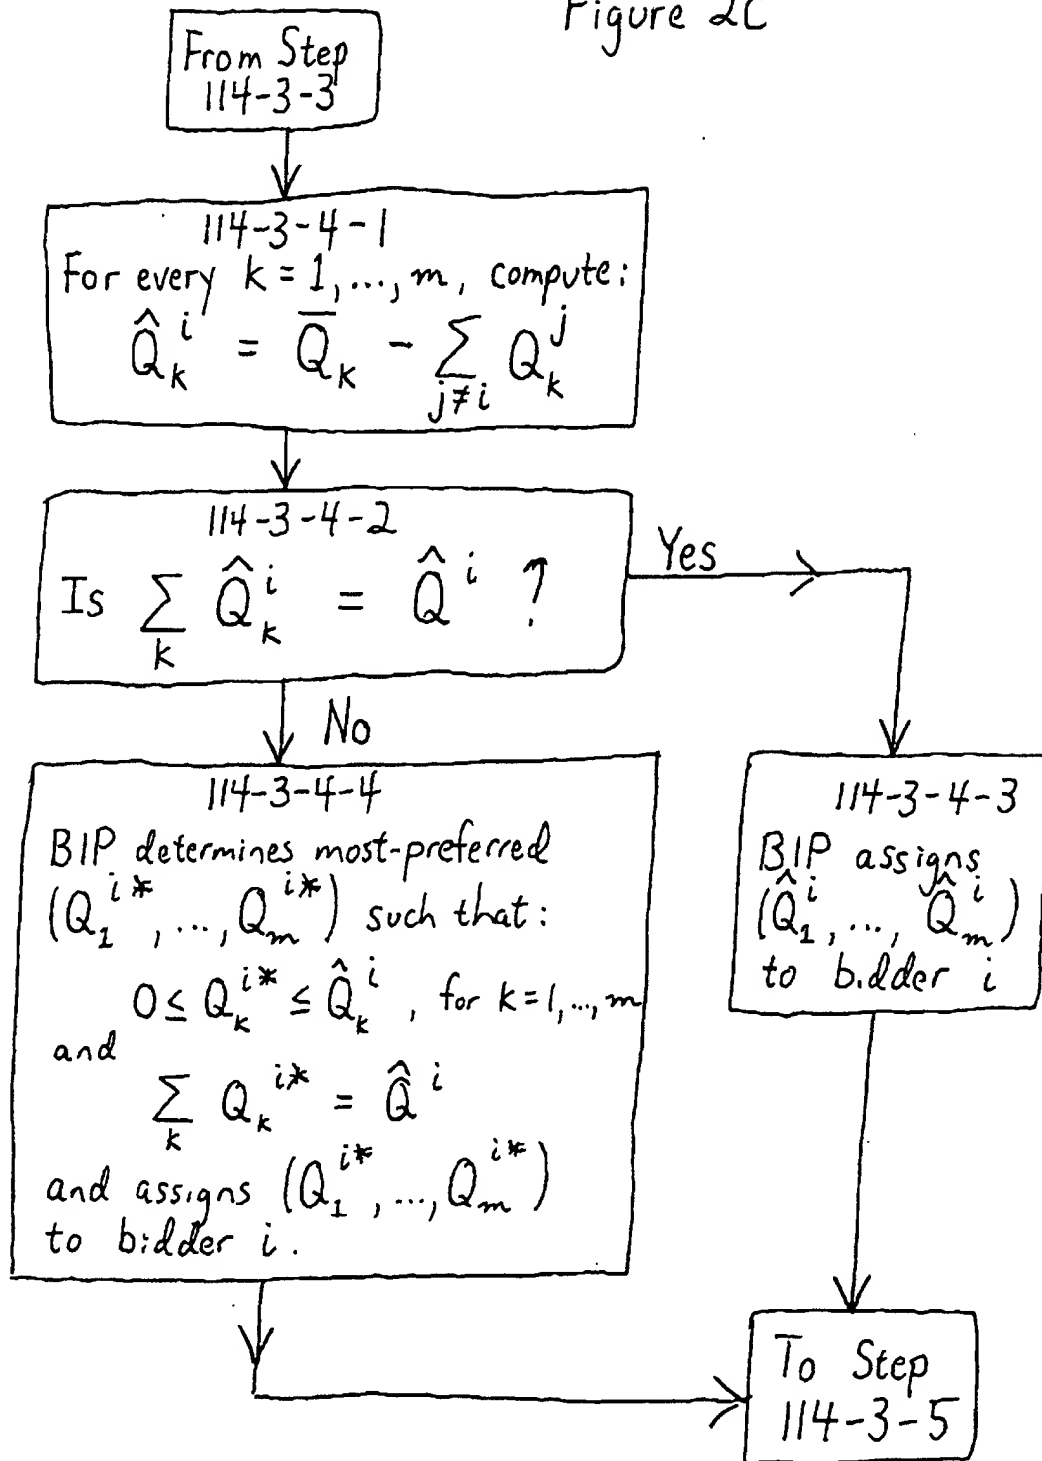 Figure 2C
From Step
114-3-3
114-3-4-1
For every k = 1, ..., m, compute:
Q̂_k^i = Q̅_k - ∑_{j≠i} Q_k^j
114-3-4-2
Is ∑_k Q̂_k^i = Q̂^i ?
Yes
No
114-3-4-4
BIP determines most-preferred
(Q_1^{i*}, ..., Q_m^{i*}) such that:
0 ≤ Q_k^{i*} ≤ Q̂_k^i, for k = 1, ..., m
and
∑_k Q_k^{i*} = Q̂^i
and assigns (Q_1^{i*}, ..., Q_m^{i*})
to bidder i.
114-3-4-3
BIP assigns
(Q̂_1^i, ..., Q̂_m^i)
to bidder i
To Step
114-3-5